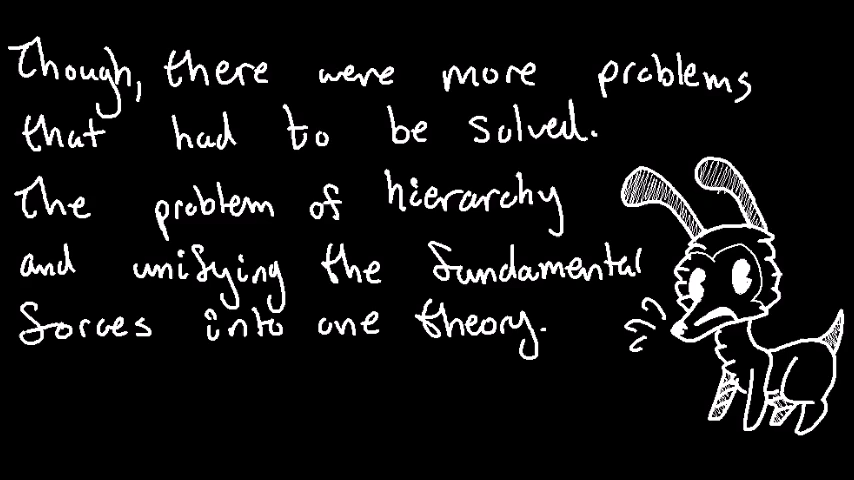 Though, there were more problems
that had to be solved.
The problem of hierarchy
and unifying the fundamental
forces into one theory.